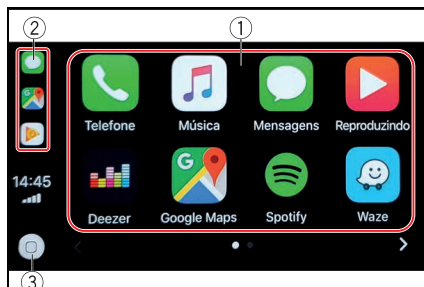 ② ①
Telefone Música Mensagens Reproduzindo
14:45
G
Deezer Google Maps Spotify Waze
③